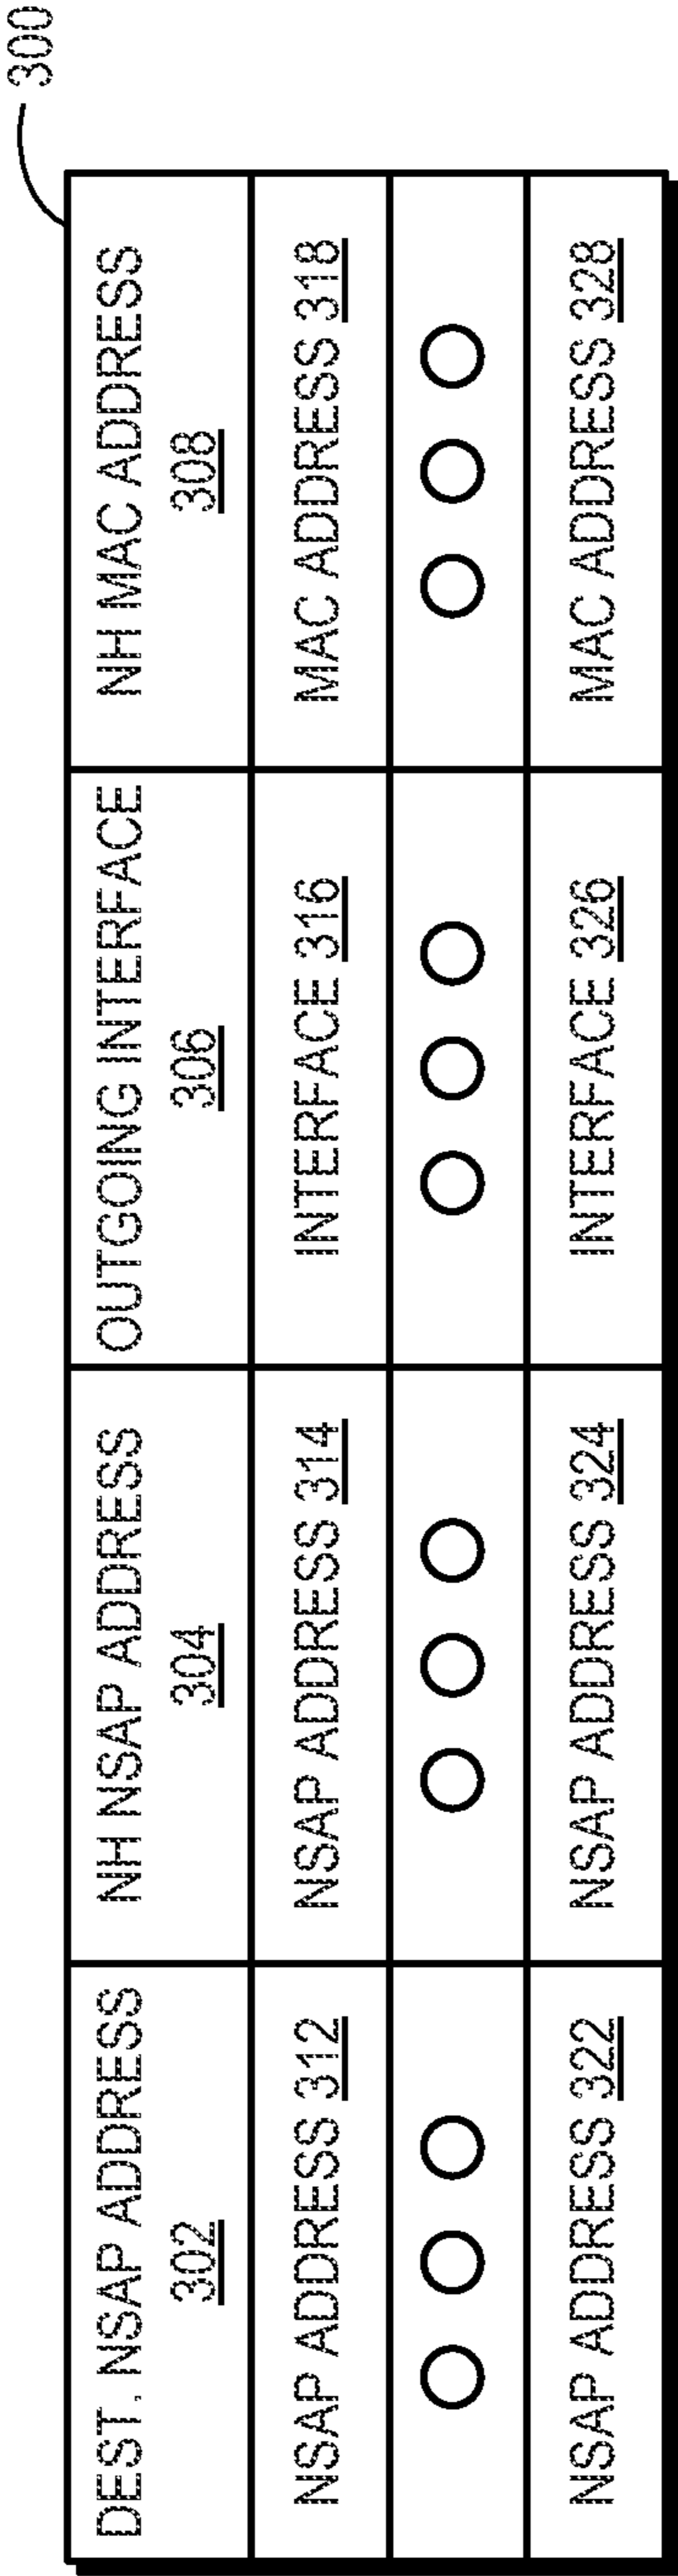 300
DEST. NSAP ADDRESS
302
NH NSAP ADDRESS
304
OUTGOING INTERFACE
306
NH MAC ADDRESS
308
NSAP ADDRESS 312
NSAP ADDRESS 314
INTERFACE 316
MAC ADDRESS 318
NSAP ADDRESS 322
NSAP ADDRESS 324
INTERFACE 326
MAC ADDRESS 328